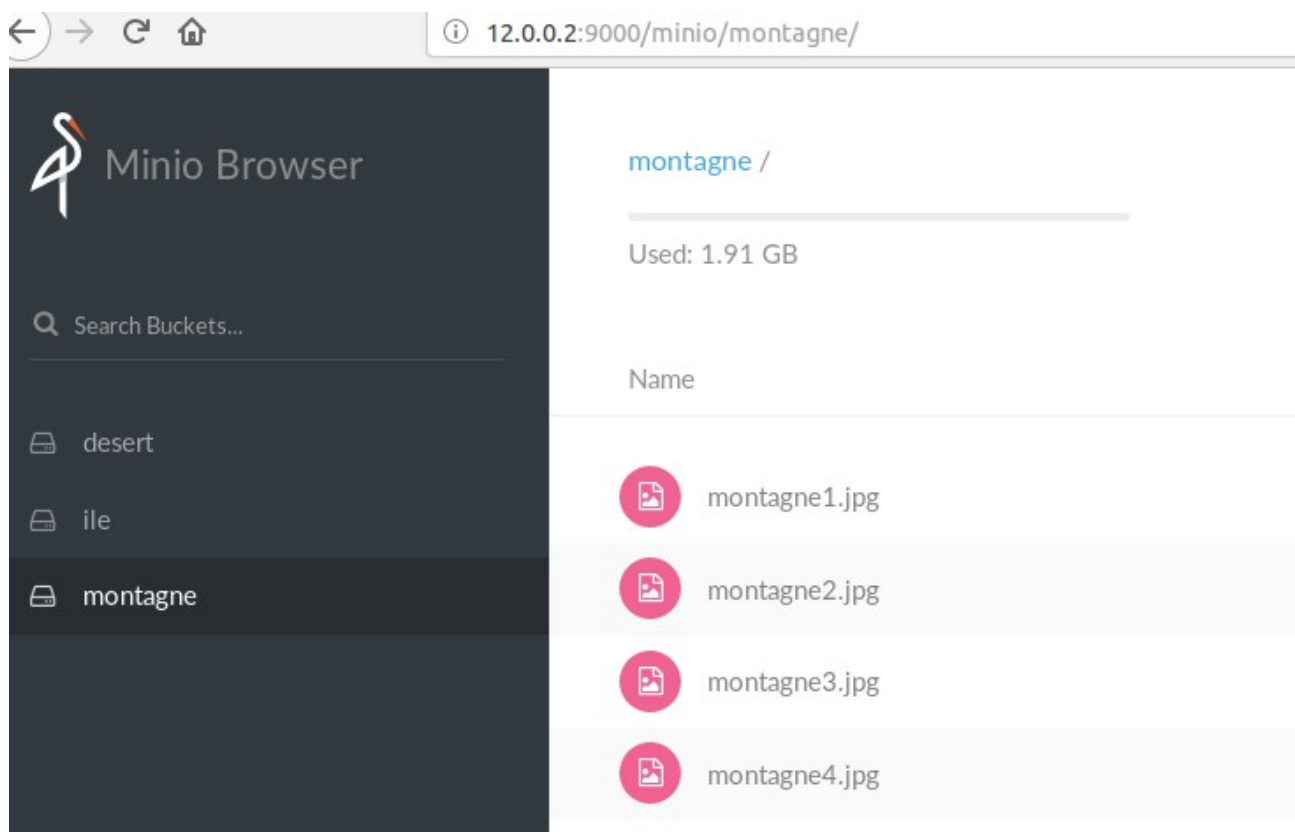 12.0.0.2:9000/minio/montagne/
Minio Browser
Search Buckets...
desert
ile
montagne
montagne /
Used: 1.91 GB
Name
montagne1.jpg
montagne2.jpg
montagne3.jpg
montagne4.jpg